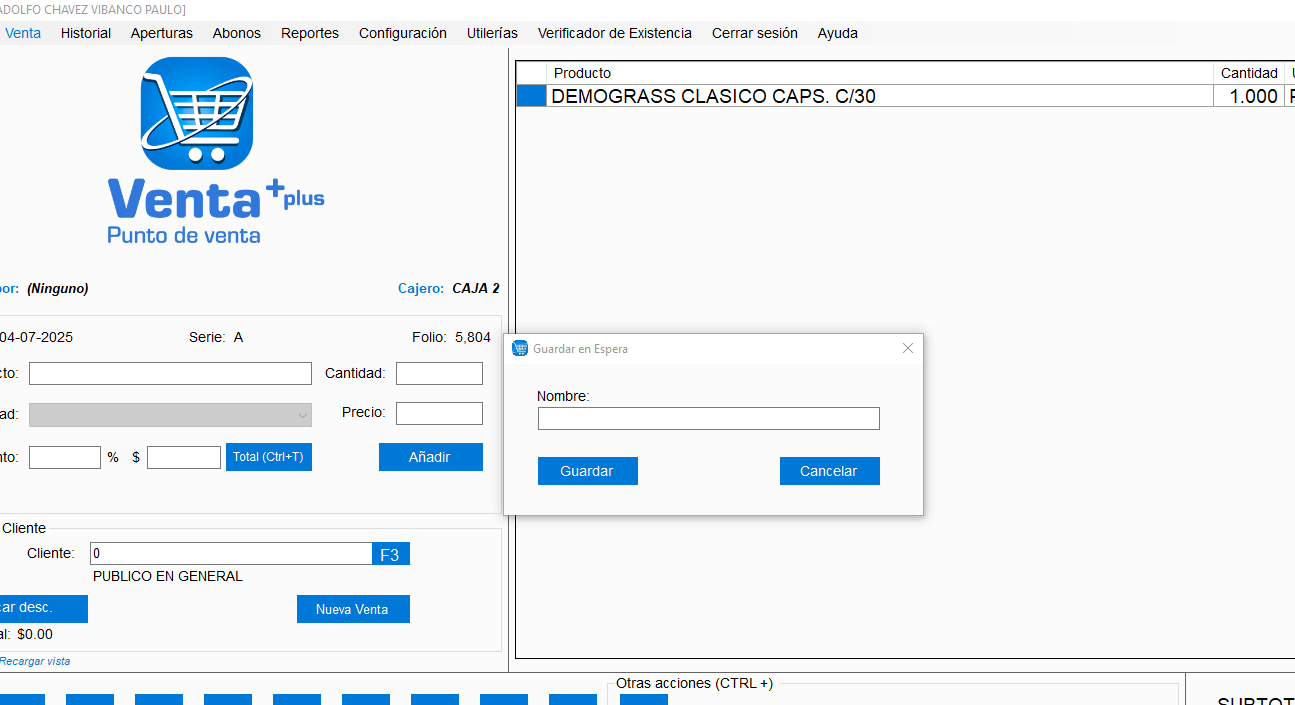 ADOLFO CHAVEZ VIBANCO PAULO]
Venta Historial Aperturas Abonos Reportes Configuración Utilerías Verificador de Existencia Cerrar sesión Ayuda
Producto Cantidad
DEMOGRASS CLASICO CAPS. C/30 1.000
Venta +plus
Punto de venta
por: (Ninguno) Cajero: CAJA 2
04-07-2025 Serie: A Folio: 5,804
cto: Cantidad:
ad: Precio:
nto: % $ Total (Ctrl+T) Añadir
Guardar en Espera
Nombre:
Guardar Cancelar
Cliente
Cliente: 0 F3
PUBLICO EN GENERAL
car desc. Nueva Venta
al: $0.00
Recargar vista
Otras acciones (CTRL +)
SUBTOT